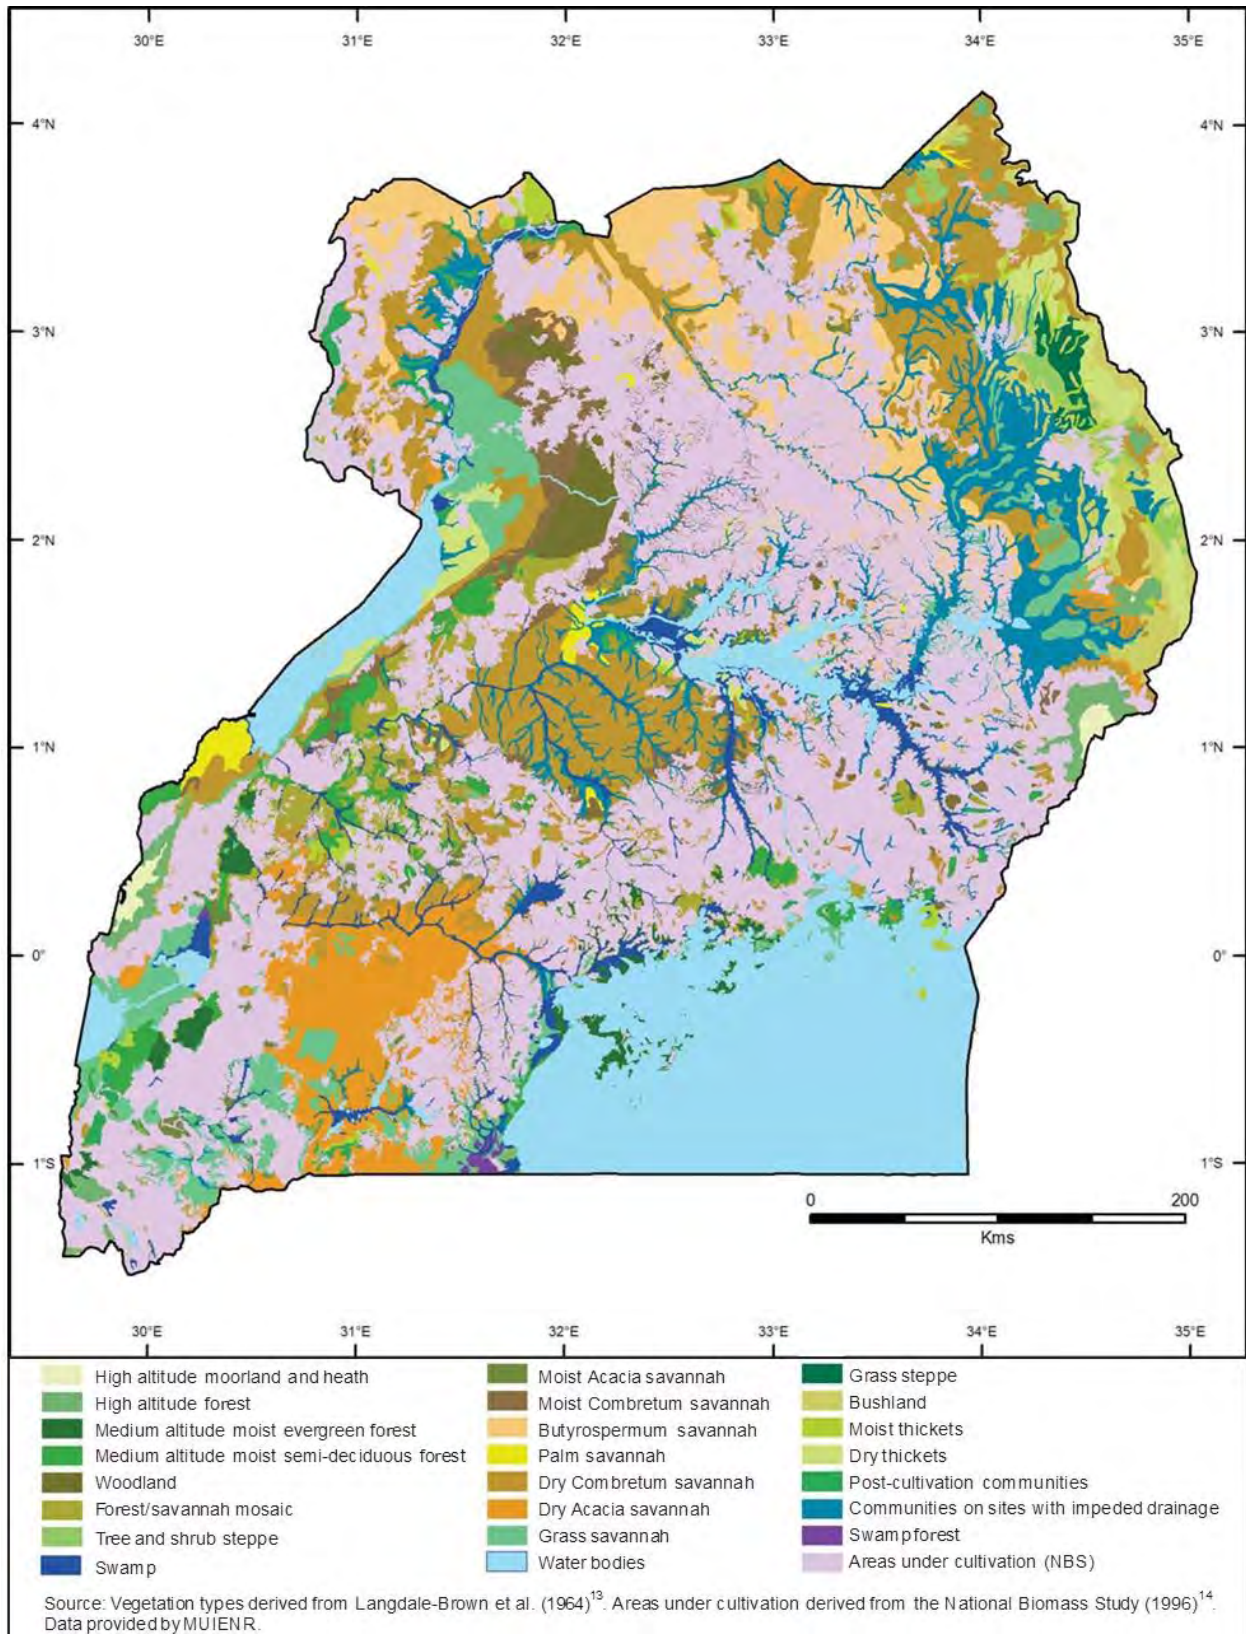 30°E 31°E 32°E 33°E 34°E 35°E
4°N 4°N
3°N 3°N
2°N 2°N
1°N 1°N
0° 0°
1°S 1°S
0 200
Kms
30°E 31°E 32°E 33°E 34°E 35°E
High altitude moorland and heath
High altitude forest
Medium altitude moist evergreen forest
Medium altitude moist semi-deciduous forest
Woodland
Forest/savannah mosaic
Tree and shrub steppe
Swamp
Moist Acacia savannah
Moist Combretum savannah
Butyrospermum savannah
Palm savannah
Dry Combretum savannah
Dry Acacia savannah
Grass savannah
Water bodies
Grass steppe
Bushland
Moist thickets
Dry thickets
Post-cultivation communities
Communities on sites with impeded drainage
Swamp forest
Areas under cultivation (NBS)
Source: Vegetation types derived from Langdale-Brown et al. (1964)¹³. Areas under cultivation derived from the National Biomass Study (1996)¹⁴.
Data provided by MUIENR.